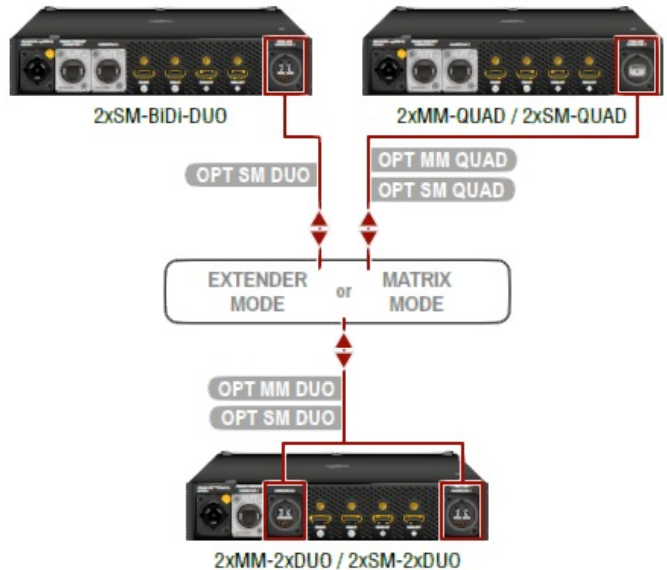 2xSM-BiDi-DUO
2xMM-QUAD / 2xSM-QUAD
OPT SM DUO
OPT MM QUAD
OPT SM QUAD
EXTENDER
MODE
or
MATRIX
MODE
OPT MM DUO
OPT SM DUO
2xMM-2xDUO / 2xSM-2xDUO